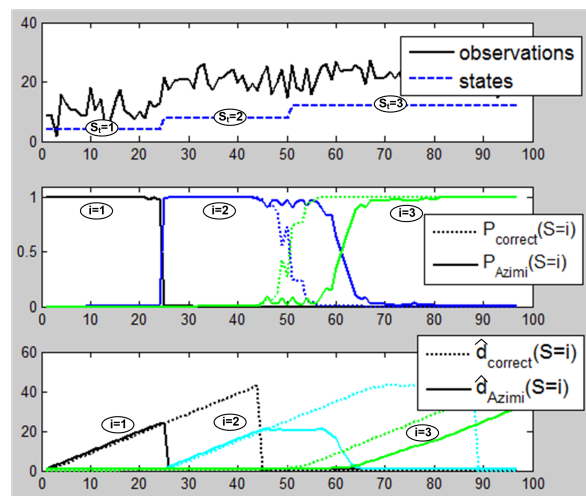 40
20
0
observations
states
Sₜ=1
Sₜ=2
Sₜ=3
0 10 20 30 40 50 60 70 80 90 100
1
0.5
0
i=1
i=2
i=3
P_correct(S=i)
P_Azimi(S=i)
0 10 20 30 40 50 60 70 80 90 100
60
40
20
0
d̂_correct(S=i)
d̂_Azimi(S=i)
i=1
i=2
i=3
0 10 20 30 40 50 60 70 80 90 100